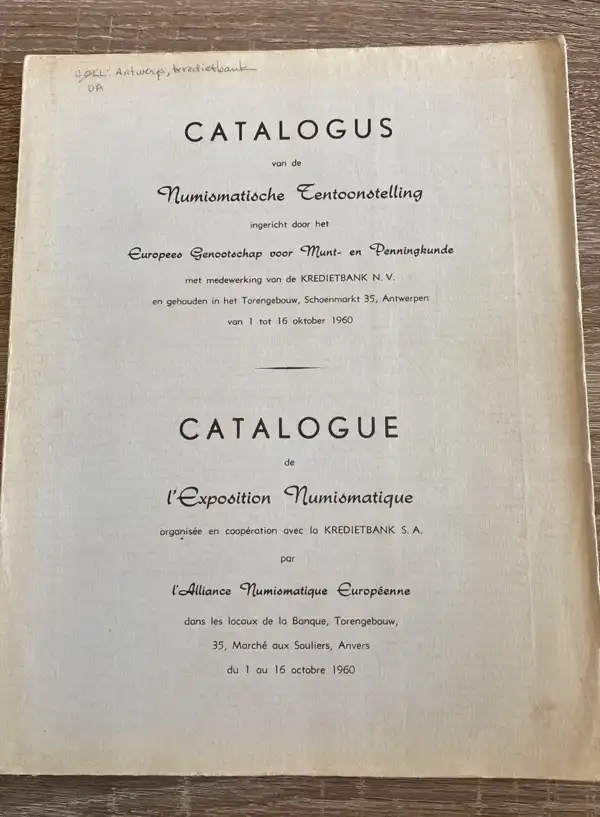 COLL: Antwerp, Kredietbank
DA
CATALOGUS
van de
Numismatische Tentoonstelling
ingericht door het
Europees Genootschap voor Munt- en Penningkunde
met medewerking van de KREDIETBANK N. V.
en gehouden in het Torengebouw, Schoenmarkt 35, Antwerpen
van 1 tot 16 oktober 1960
CATALOGUE
de
l'Exposition Numismatique
organisée en coopération avec la KREDIETBANK S. A.
par
l'Alliance Numismatique Européenne
dans les locaux de la Banque, Torengebouw,
35, Marché aux Souliers, Anvers
du 1 au 16 octobre 1960